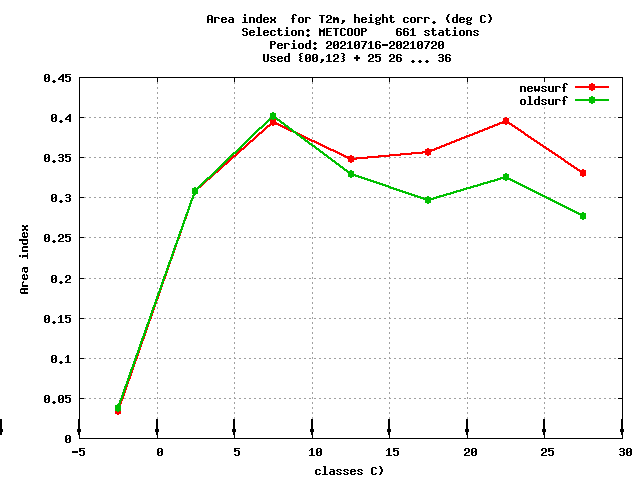 Area index  for T2m, height corr. (deg C)
Selection: METCOOP    661 stations
Period: 20210716-20210720
Used {00,12} + 25 26 ... 36
newsurf
oldsurf
0.45
0.4
0.35
0.3
0.25
0.2
0.15
0.1
0.05
0
Area index
-5 0 5 10 15 20 25 30
classes C)